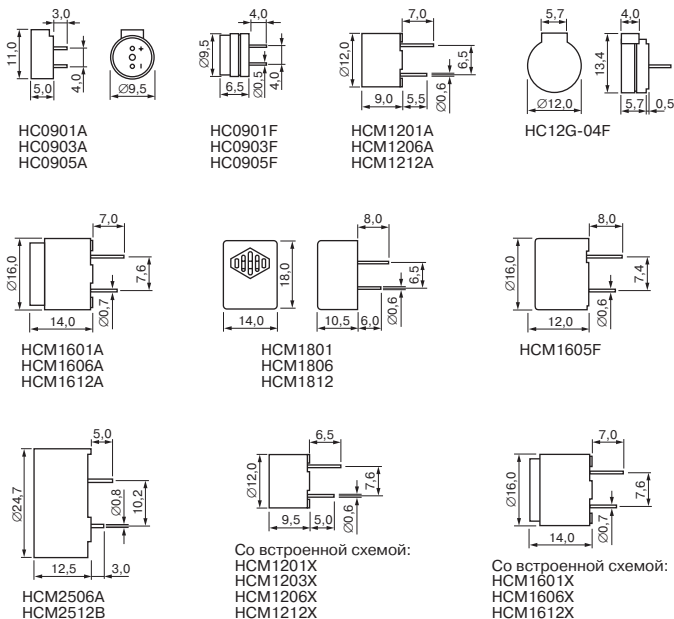 3,0
11,0
4,0
5,0
+
–
Ø9,5
HC0901A
HC0903A
HC0905A
4,0
Ø9,5
6,5
Ø0,5
4,0
HC0901F
HC0903F
HC0905F
7,0
Ø12,0
6,5
9,0
5,5
Ø0,6
HCM1201A
HCM1206A
HCM1212A
5,7
Ø12,0
4,0
13,4
5,7
0,5
HC12G-04F
7,0
Ø16,0
7,6
14,0
Ø0,7
HCM1601A
HCM1606A
HCM1612A
18,0
14,0
8,0
6,5
10,5
6,0
Ø0,6
HCM1801
HCM1806
HCM1812
8,0
Ø16,0
7,4
12,0
Ø0,6
HCM1605F
5,0
Ø24,7
Ø0,8
10,2
12,5
3,0
HCM2506A
HCM2512B
6,5
Ø12,0
7,6
9,5
5,0
Ø0,6
Со встроенной схемой:
HCM1201X
HCM1203X
HCM1206X
HCM1212X
7,0
Ø16,0
7,6
14,0
Ø0,7
Со встроенной схемой:
HCM1601X
HCM1606X
HCM1612X